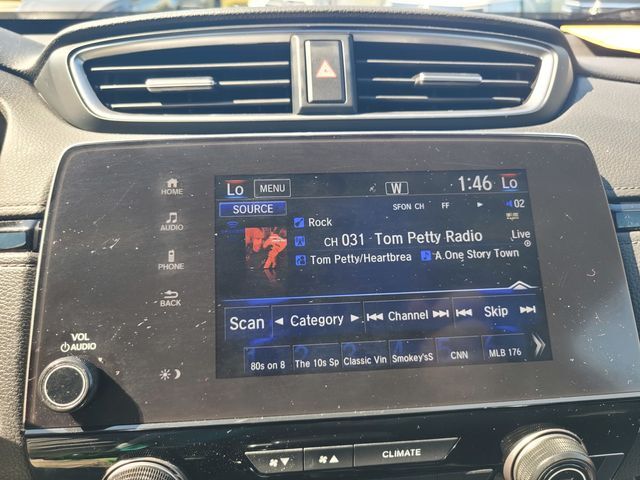 Lo MENU W 1:46 Lo
SOURCE SFON CH FF 02
HOME
Rock
AUDIO
CH 031 Tom Petty Radio Live
Tom Petty/Heartbrea A One Story Town
PHONE
BACK
Scan Category Channel Skip
VOL
AUDIO
80s on 8 The 10s Sp Classic Vin Smokey'sS CNN MLB 176
CLIMATE